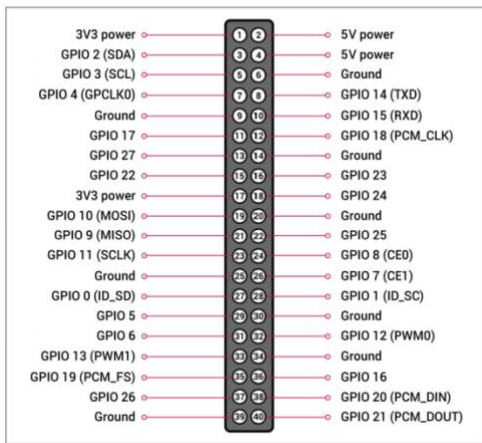 3V3 power 1 2 5V power
GPIO 2 (SDA) 3 4 5V power
GPIO 3 (SCL) 5 6 Ground
GPIO 4 (GPCLK0) 7 8 GPIO 14 (TXD)
Ground 9 10 GPIO 15 (RXD)
GPIO 17 11 12 GPIO 18 (PCM_CLK)
GPIO 27 13 14 Ground
GPIO 22 15 16 GPIO 23
3V3 power 17 18 GPIO 24
GPIO 10 (MOSI) 19 20 Ground
GPIO 9 (MISO) 21 22 GPIO 25
GPIO 11 (SCLK) 23 24 GPIO 8 (CE0)
Ground 25 26 GPIO 7 (CE1)
GPIO 0 (ID_SD) 27 28 GPIO 1 (ID_SC)
GPIO 5 29 30 Ground
GPIO 6 31 32 GPIO 12 (PWM0)
GPIO 13 (PWM1) 33 34 Ground
GPIO 19 (PCM_FS) 35 36 GPIO 16
GPIO 26 37 38 GPIO 20 (PCM_DIN)
Ground 39 40 GPIO 21 (PCM_DOUT)